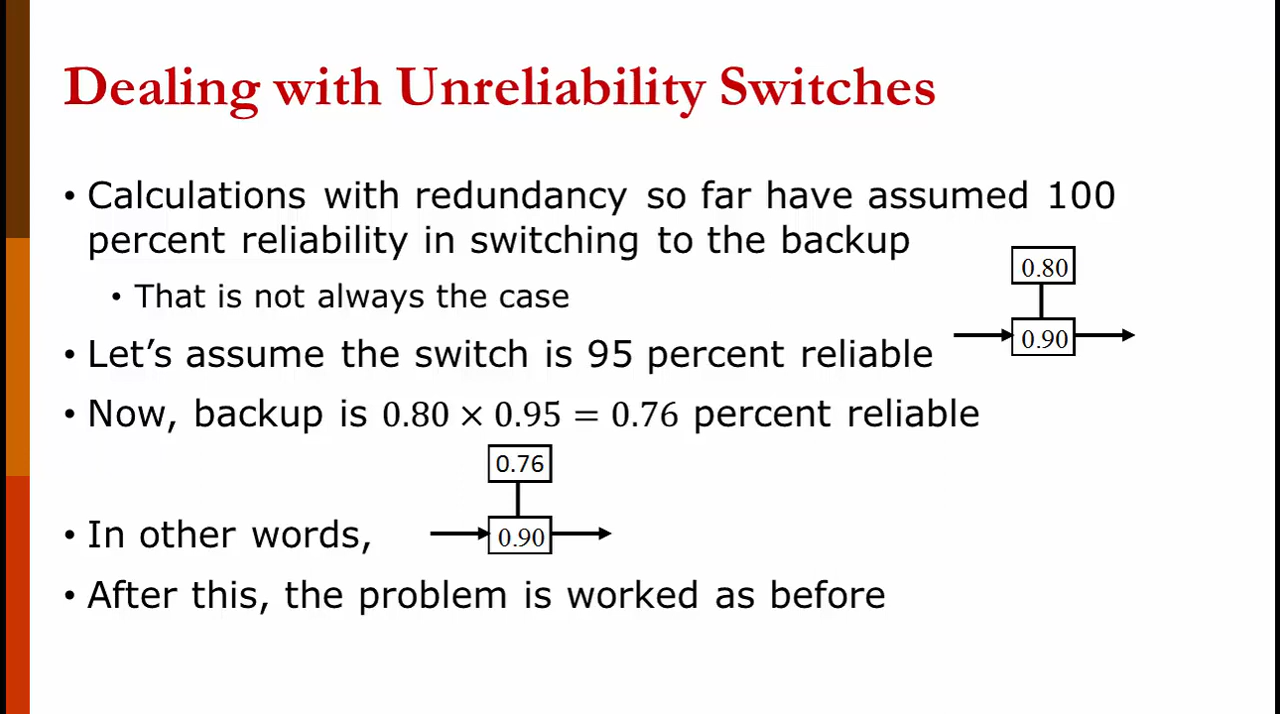 Dealing with Unreliability Switches
• Calculations with redundancy so far have assumed 100
percent reliability in switching to the backup
• That is not always the case
0.80
0.90
• Let's assume the switch is 95 percent reliable
• Now, backup is 0.80 × 0.95 = 0.76 percent reliable
0.76
0.90
• In other words,
• After this, the problem is worked as before